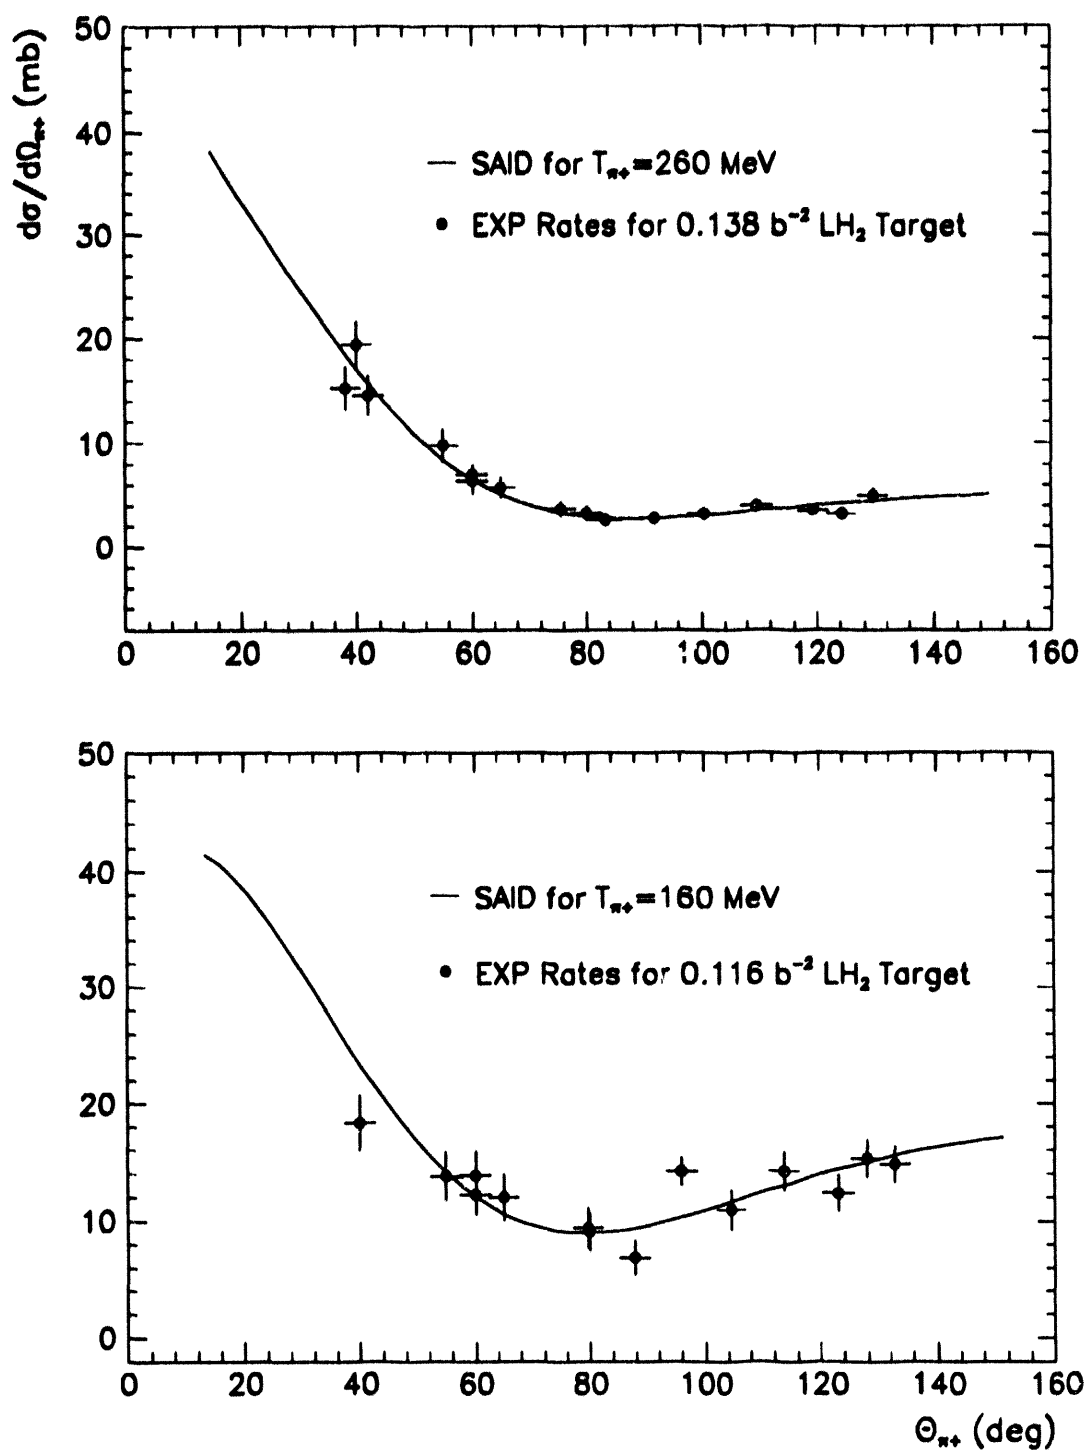 dσ/dΩπ+ (mb)
50
40
30
20
10
0
— SAID for Tπ+=260 MeV
● EXP Rates for 0.138 b⁻² LH₂ Target
0 20 40 60 80 100 120 140 160
50
40
30
20
10
0
— SAID for Tπ+=160 MeV
● EXP Rates for 0.116 b⁻² LH₂ Target
0 20 40 60 80 100 120 140 160
Θπ+ (deg)